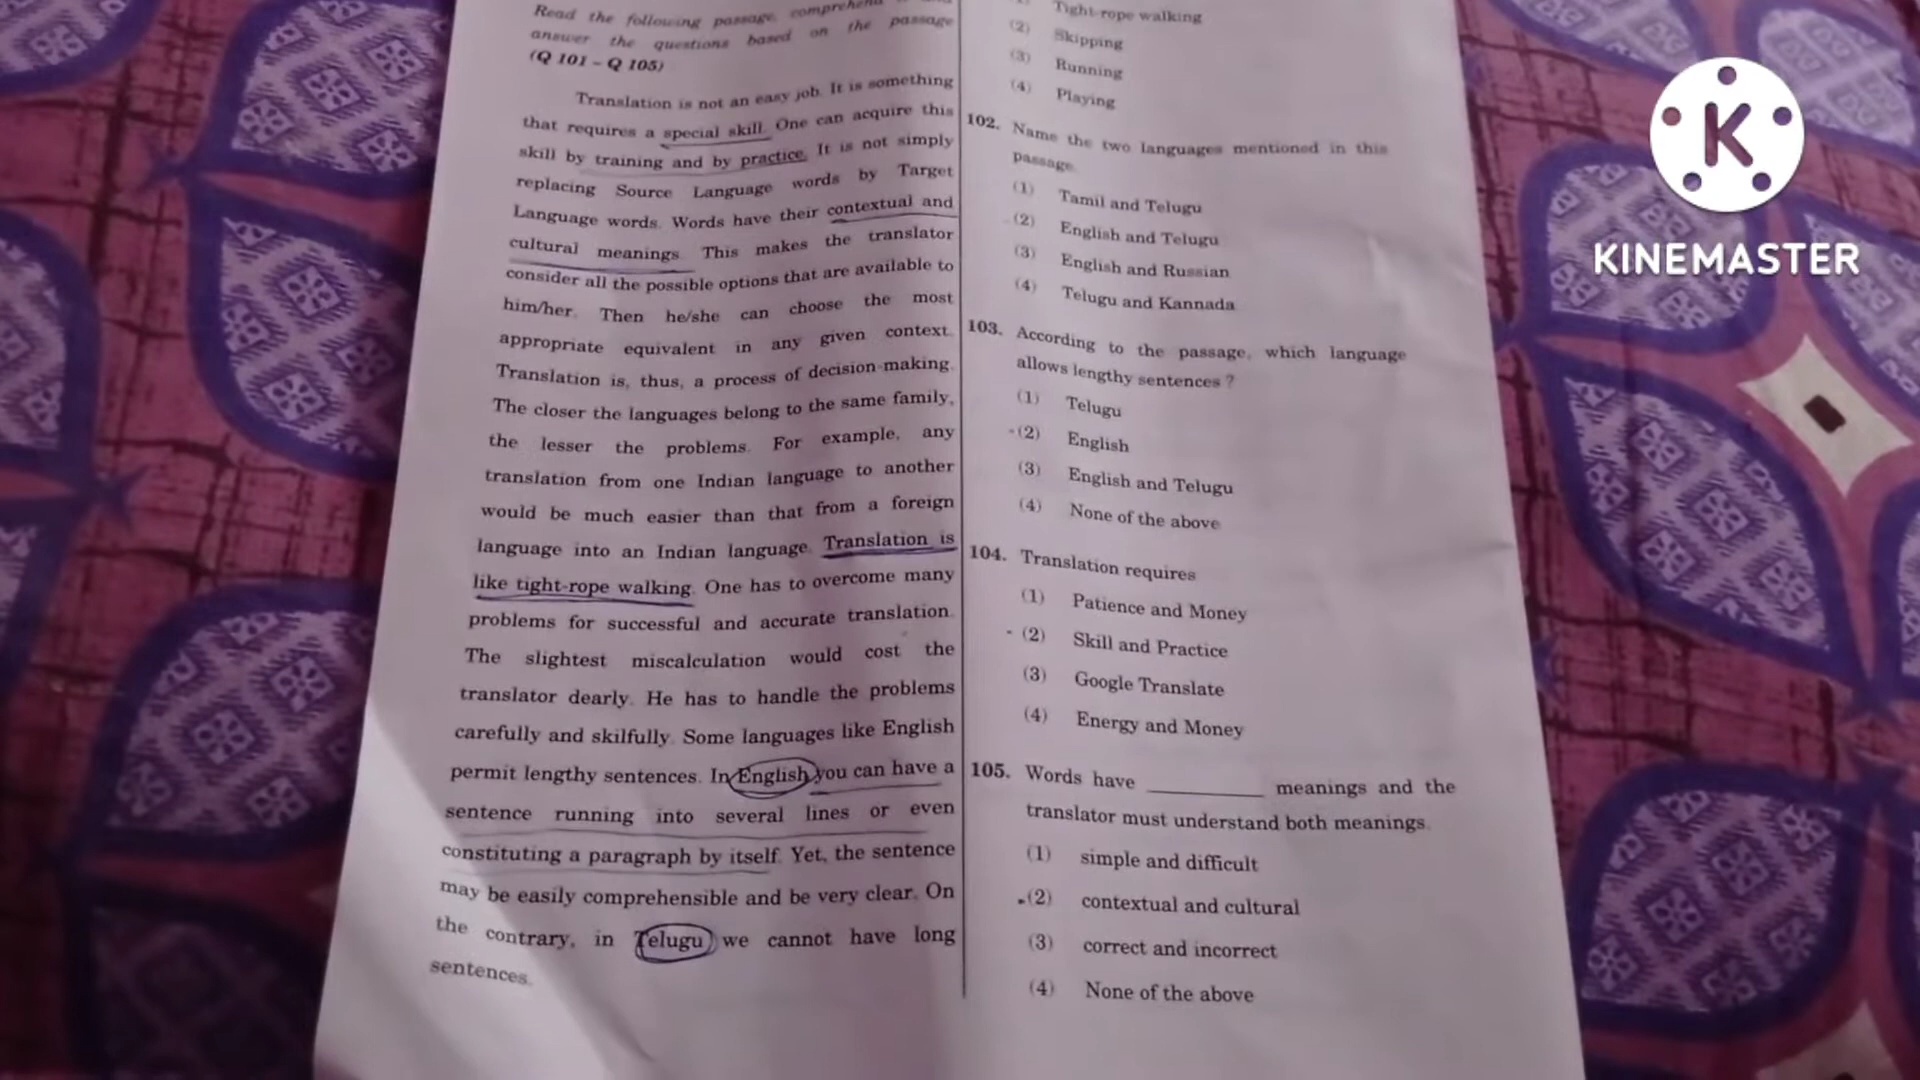 Read the following passage, comprehend
answer the questions based on the passage
(Q 101 – Q 105)
Translation is not an easy job. It is something
that requires a special skill. One can acquire this
skill by training and by practice. It is not simply
replacing Source Language words by Target
Language words. Words have their contextual and
cultural meanings. This makes the translator
consider all the possible options that are available to
him/her. Then he/she can choose the most
appropriate equivalent in any given context.
Translation is, thus, a process of decision-making.
The closer the languages belong to the same family,
the lesser the problems. For example, any
translation from one Indian language to another
would be much easier than that from a foreign
language into an Indian language. Translation is
like tight-rope walking. One has to overcome many
problems for successful and accurate translation.
The slightest miscalculation would cost the
translator dearly. He has to handle the problems
carefully and skilfully. Some languages like English
permit lengthy sentences. In English you can have a
sentence running into several lines or even
constituting a paragraph by itself. Yet, the sentence
may be easily comprehensible and be very clear. On
the contrary, in Telugu we cannot have long
sentences.
Tight-rope walking
(2) Skipping
(3) Running
(4) Playing
102. Name the two languages mentioned in this
passage.
(1) Tamil and Telugu
(2) English and Telugu
(3) English and Russian
(4) Telugu and Kannada
103. According to the passage, which language
allows lengthy sentences ?
(1) Telugu
(2) English
(3) English and Telugu
(4) None of the above
104. Translation requires
(1) Patience and Money
(2) Skill and Practice
(3) Google Translate
(4) Energy and Money
105. Words have __________ meanings and the
translator must understand both meanings.
(1) simple and difficult
(2) contextual and cultural
(3) correct and incorrect
(4) None of the above
K
KINEMASTER